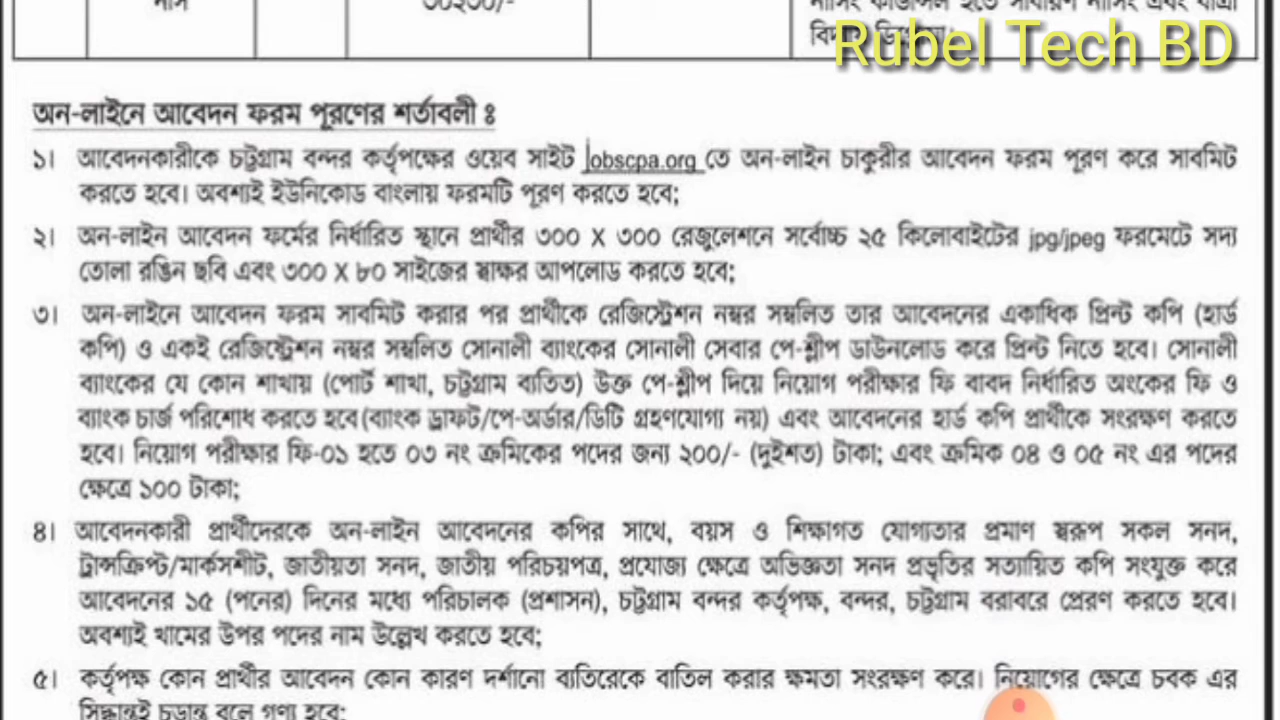 নার্স ৩০২৩০/- নার্সিং কাউন্সিল হতে সাধারণ নার্সিং এবং ধাত্রী
Rubel Tech BD
অন-লাইনে আবেদন ফরম পূরণের শর্তাবলী ঃ
১। আবেদনকারীকে চট্টগ্রাম বন্দর কর্তৃপক্ষের ওয়েব সাইট jobscpa.org তে অন-লাইন চাকুরীর আবেদন ফরম পূরণ করে সাবমিট
করতে হবে। অবশ্যই ইউনিকোড বাংলায় ফরমটি পূরণ করতে হবে;
২। অন-লাইন আবেদন ফর্মের নির্ধারিত স্থানে প্রার্থীর ৩০০ X ৩০০ রেজুলেশনে সর্বোচ্চ ২৫ কিলোবাইটের jpg/jpeg ফরমেটে সদ্য
তোলা রঙিন ছবি এবং ৩০০ X ৮০ সাইজের স্বাক্ষর আপলোড করতে হবে;
৩। অন-লাইনে আবেদন ফরম সাবমিট করার পর প্রার্থীকে রেজিস্ট্রেশন নম্বর সম্বলিত তার আবেদনের একাধিক প্রিন্ট কপি (হার্ড
কপি) ও একই রেজিস্ট্রেশন নম্বর সম্বলিত সোনালী ব্যাংকের সোনালী সেবার পে-শ্লীপ ডাউনলোড করে প্রিন্ট নিতে হবে। সোনালী
ব্যাংকের যে কোন শাখায় (পোর্ট শাখা, চট্টগ্রাম ব্যতিত) উক্ত পে-শ্লীপ দিয়ে নিয়োগ পরীক্ষার ফি বাবদ নির্ধারিত অংকের ফি ও
ব্যাংক চার্জ পরিশোধ করতে হবে(ব্যাংক ড্রাফট/পে-অর্ডার/ডিটি গ্রহণযোগ্য নয়) এবং আবেদনের হার্ড কপি প্রার্থীকে সংরক্ষণ করতে
হবে। নিয়োগ পরীক্ষার ফি-০১ হতে ০৩ নং ক্রমিকের পদের জন্য ২০০/- (দুইশত) টাকা; এবং ক্রমিক ০৪ ও ০৫ নং এর পদের
ক্ষেত্রে ১০০ টাকা;
৪। আবেদনকারী প্রার্থীদেরকে অন-লাইন আবেদনের কপির সাথে, বয়স ও শিক্ষাগত যোগ্যতার প্রমাণ স্বরূপ সকল সনদ,
ট্রান্সক্রিপ্ট/মার্কসশীট, জাতীয়তা সনদ, জাতীয় পরিচয়পত্র, প্রযোজ্য ক্ষেত্রে অভিজ্ঞতা সনদ প্রভৃতির সত্যায়িত কপি সংযুক্ত করে
আবেদনের ১৫ (পনের) দিনের মধ্যে পরিচালক (প্রশাসন), চট্টগ্রাম বন্দর কর্তৃপক্ষ, বন্দর, চট্টগ্রাম বরাবরে প্রেরণ করতে হবে।
অবশ্যই খামের উপর পদের নাম উল্লেখ করতে হবে;
৫। কর্তৃপক্ষ কোন প্রার্থীর আবেদন কোন কারণ দর্শানো ব্যতিরেকে বাতিল করার ক্ষমতা সংরক্ষণ করে। নিয়োগের ক্ষেত্রে চবক এর
সিদ্ধান্তই চূড়ান্ত বলে গণ্য হবে;